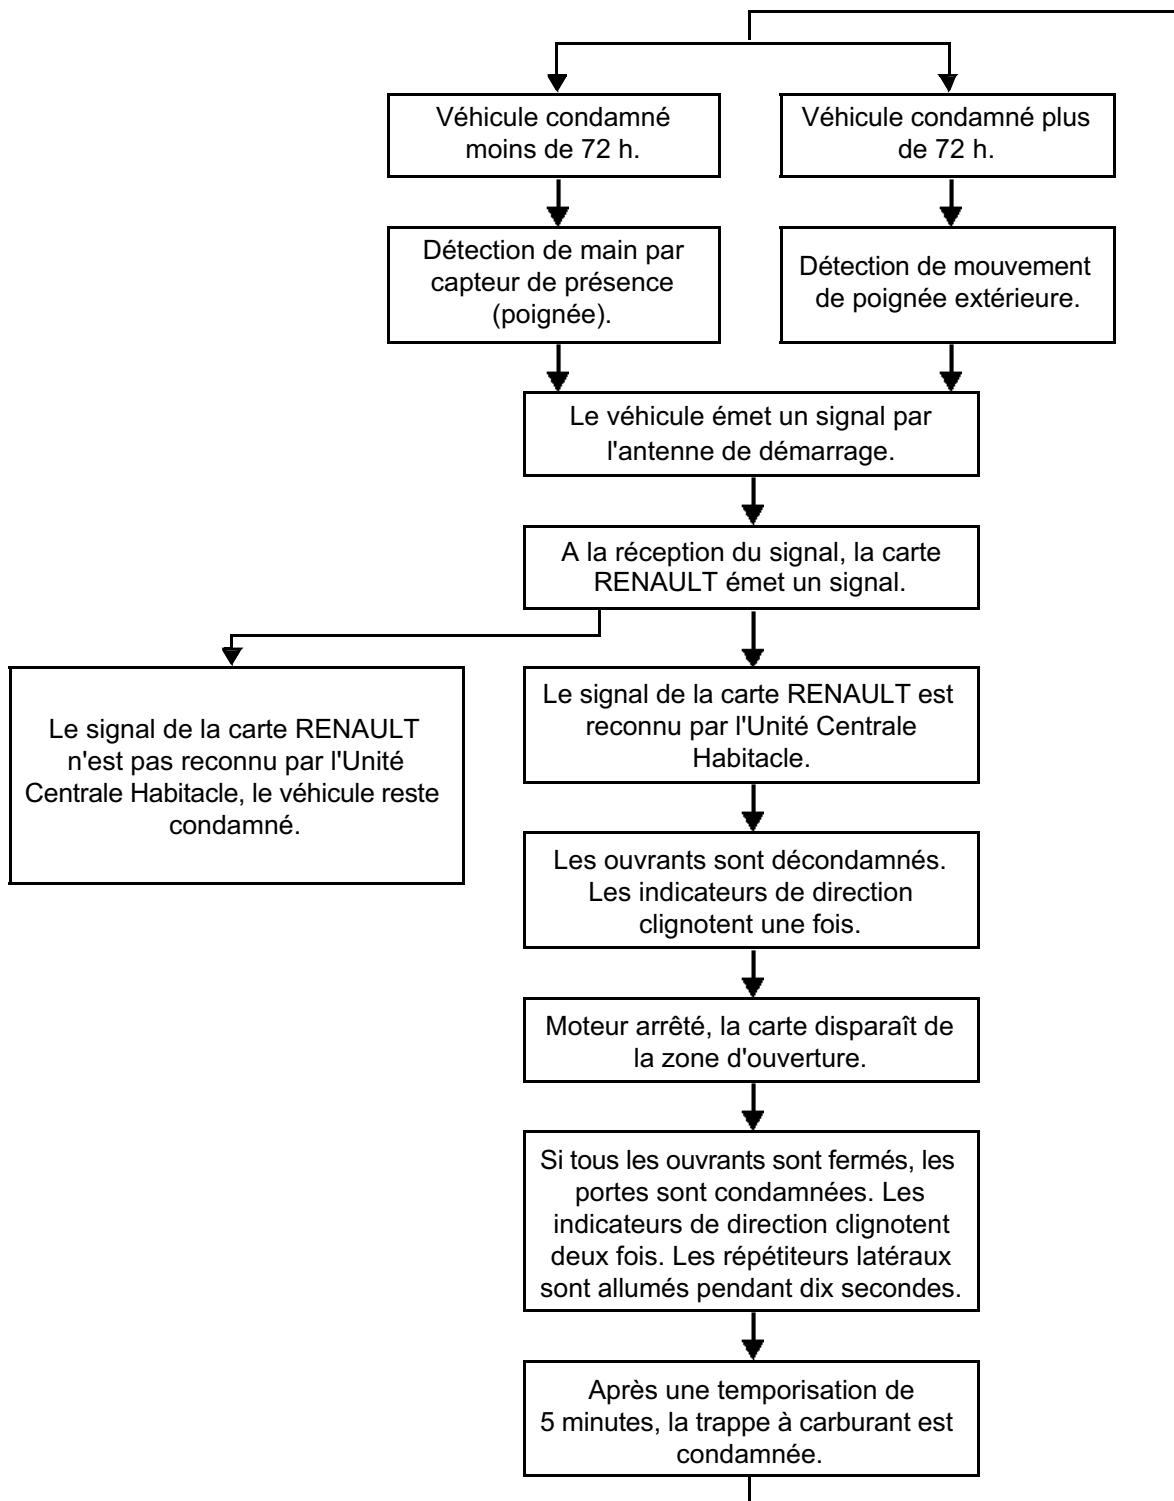 Véhicule condamné
moins de 72 h.
Véhicule condamné plus
de 72 h.
Détection de main par
capteur de présence
(poignée).
Détection de mouvement
de poignée extérieure.
Le véhicule émet un signal par
l'antenne de démarrage.
A la réception du signal, la carte
RENAULT émet un signal.
Le signal de la carte RENAULT
n'est pas reconnu par l'Unité
Centrale Habitacle, le véhicule reste
condamné.
Le signal de la carte RENAULT est
reconnu par l'Unité Centrale
Habitacle.
Les ouvrants sont décondamnés.
Les indicateurs de direction
clignotent une fois.
Moteur arrêté, la carte disparaît de
la zone d'ouverture.
Si tous les ouvrants sont fermés, les
portes sont condamnées. Les
indicateurs de direction clignotent
deux fois. Les répétiteurs latéraux
sont allumés pendant dix secondes.
Après une temporisation de
5 minutes, la trappe à carburant est
condamnée.